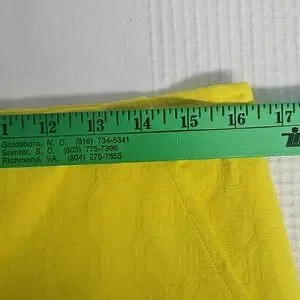 1 12 13 14 15 16 17
Goldsboro, N. C. (919) 734-5341
Sumter, S. C. (803) 775-7396
Richmond, VA. (804) 275-7855